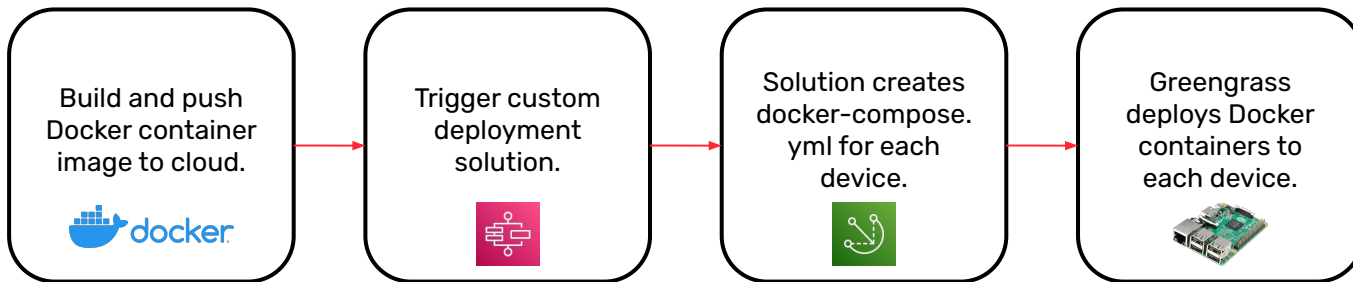 Build and push
Docker container
image to cloud.
docker
Trigger custom
deployment
solution.
Solution creates
docker-compose.
yml for each
device.
Greengrass
deploys Docker
containers to
each device.